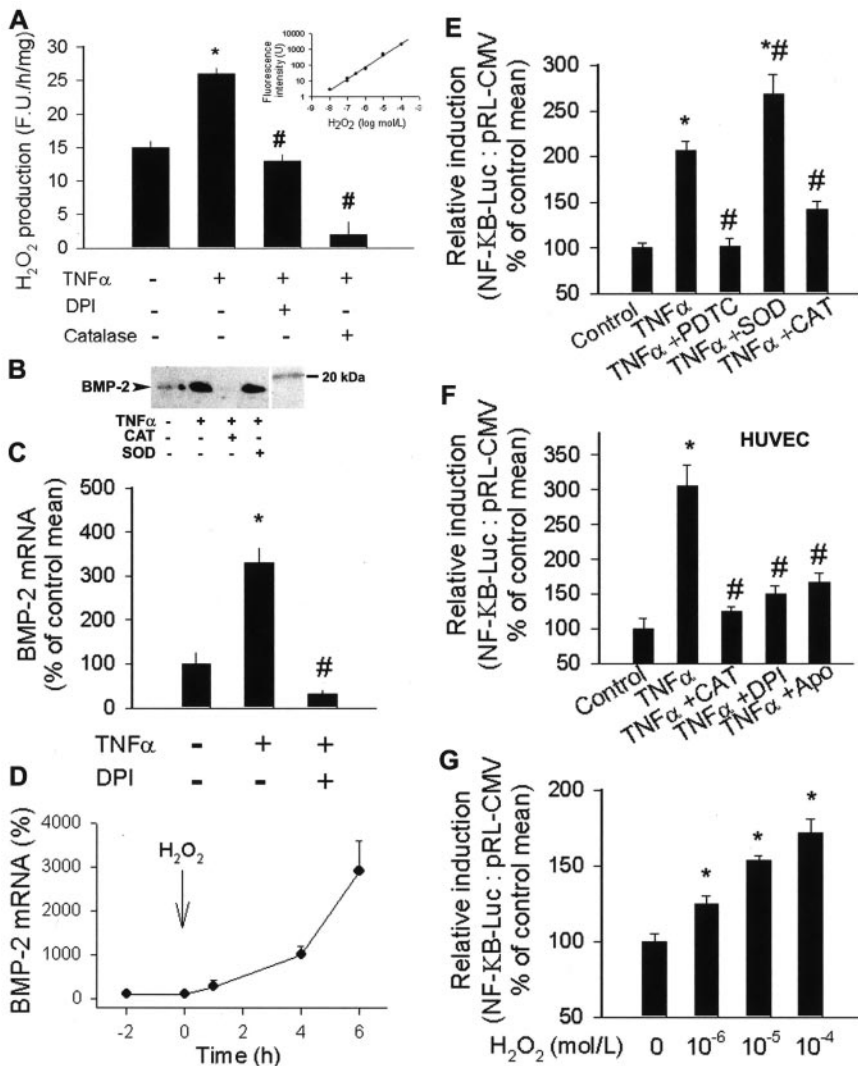 A
H2O2 production (F.U./h/mg)
30
25
20
15
10
5
0
*
#
#
Fluorescence
intensity (U)
10000
1000
100
10
1
-9 -8 -7 -6 -5 -4 -3
H2O2 (log mol/L)
TNFα - + + +
DPI - - + -
Catalase - - - +
B
BMP-2
20 kDa
TNFα - + + +
CAT - - + -
SOD - - - +
C
BMP-2 mRNA
(% of control mean)
500
400
300
200
100
0
*
#
TNFα - + +
DPI - - +
D
BMP-2 mRNA (%)
4000
3000
2000
1000
0
H2O2
-2 0 2 4 6
Time (h)
E
Relative induction
(NF-KB-Luc : pRL-CMV
% of control mean)
300
250
200
150
100
50
*
#
*#
#
Control
TNFα
TNFα+PDTC
TNFα+SOD
TNFα+CAT
F
HUVEC
Relative induction
(NF-KB-Luc : pRL-CMV
% of control mean)
350
300
250
200
150
100
50
*
#
#
#
Control
TNFα
TNFα+CAT
TNFα+DPI
TNFα+Apo
G
Relative induction
(NF-KB-Luc : pRL-CMV
% of control mean)
200
150
100
50
*
*
*
H2O2 (mol/L) 0 10-6 10-5 10-4